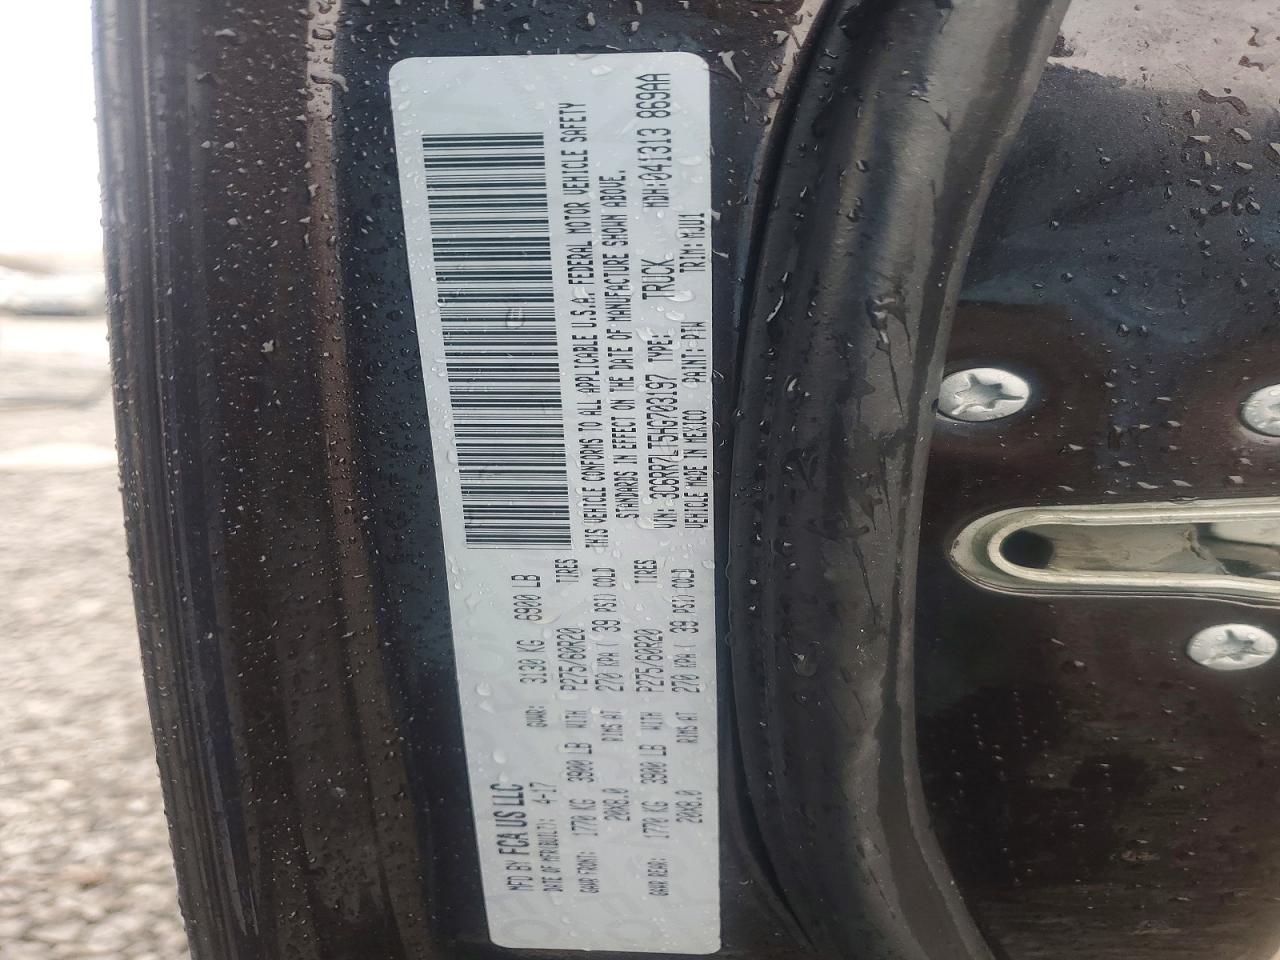 MFD BY FCA US LLC
DATE OF MFR(BUILT): 4-17 GVWR: 3130 KG 6900 LB
GAWR FRONT: 1770 KG 3900 LB WITH P275/60R20 TIRES
20X8.0 RIMS AT 270 KPA( 39 PSI) COLD
GAWR REAR: 1770 KG 3900 LB WITH P275/60R20 TIRES
20X8.0 RIMS AT 270 KPA( 39 PSI) COLD
THIS VEHICLE CONFORMS TO ALL APPLICABLE U.S.A. FEDERAL MOTOR VEHICLE SAFETY
STANDARDS IN EFFECT ON THE DATE OF MANUFACTURE SHOWN ABOVE.
VIN: 3C6RR7LT5HG703197 TYPE: TRUCK MDH:041313 869AA
VEHICLE MADE IN MEXICO PAINT: PTW TRIM: MJU1